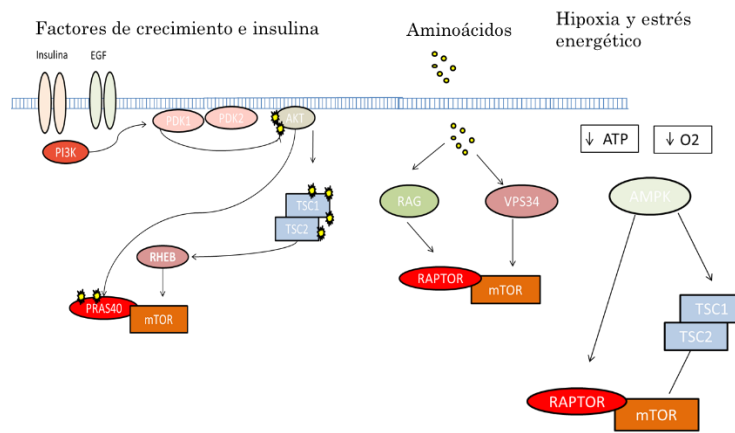 Factores de crecimiento e insulina
Aminoácidos
Hipoxia y estrés
energético
Insulina
EGF
PDK1
PDK2
AKT
PI3K
↓ ATP
↓ O2
TSC1
TSC2
RAG
VPS34
AMPK
RHEB
RAPTOR
mTOR
PRAS40
mTOR
TSC1
TSC2
RAPTOR
mTOR